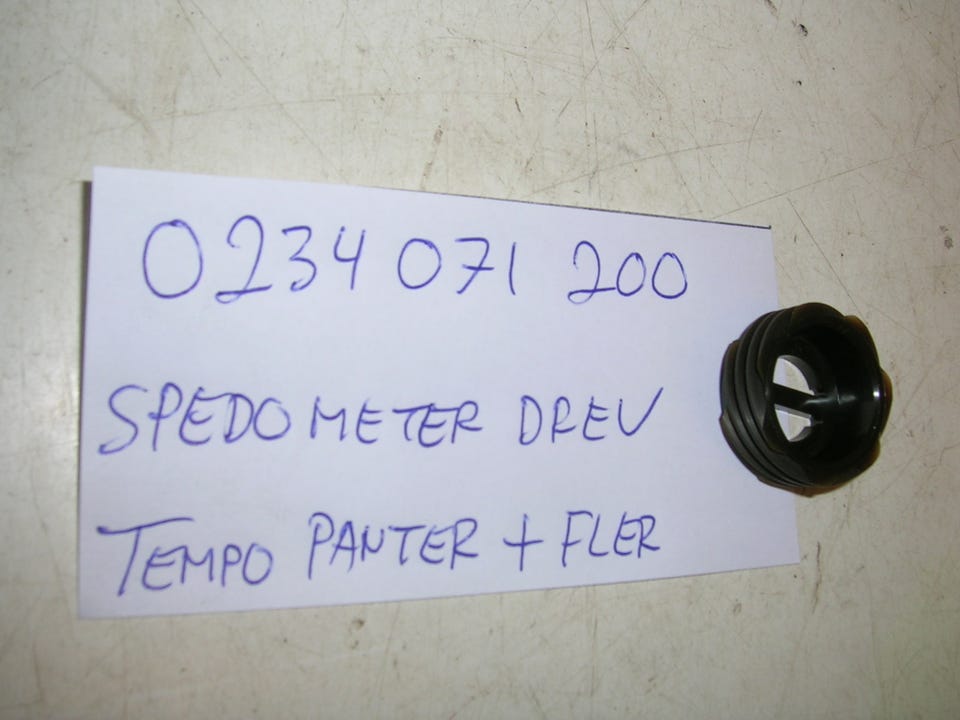 0234 071 200
SPEDOMETER DREV
TEMPO PANTER + FLER